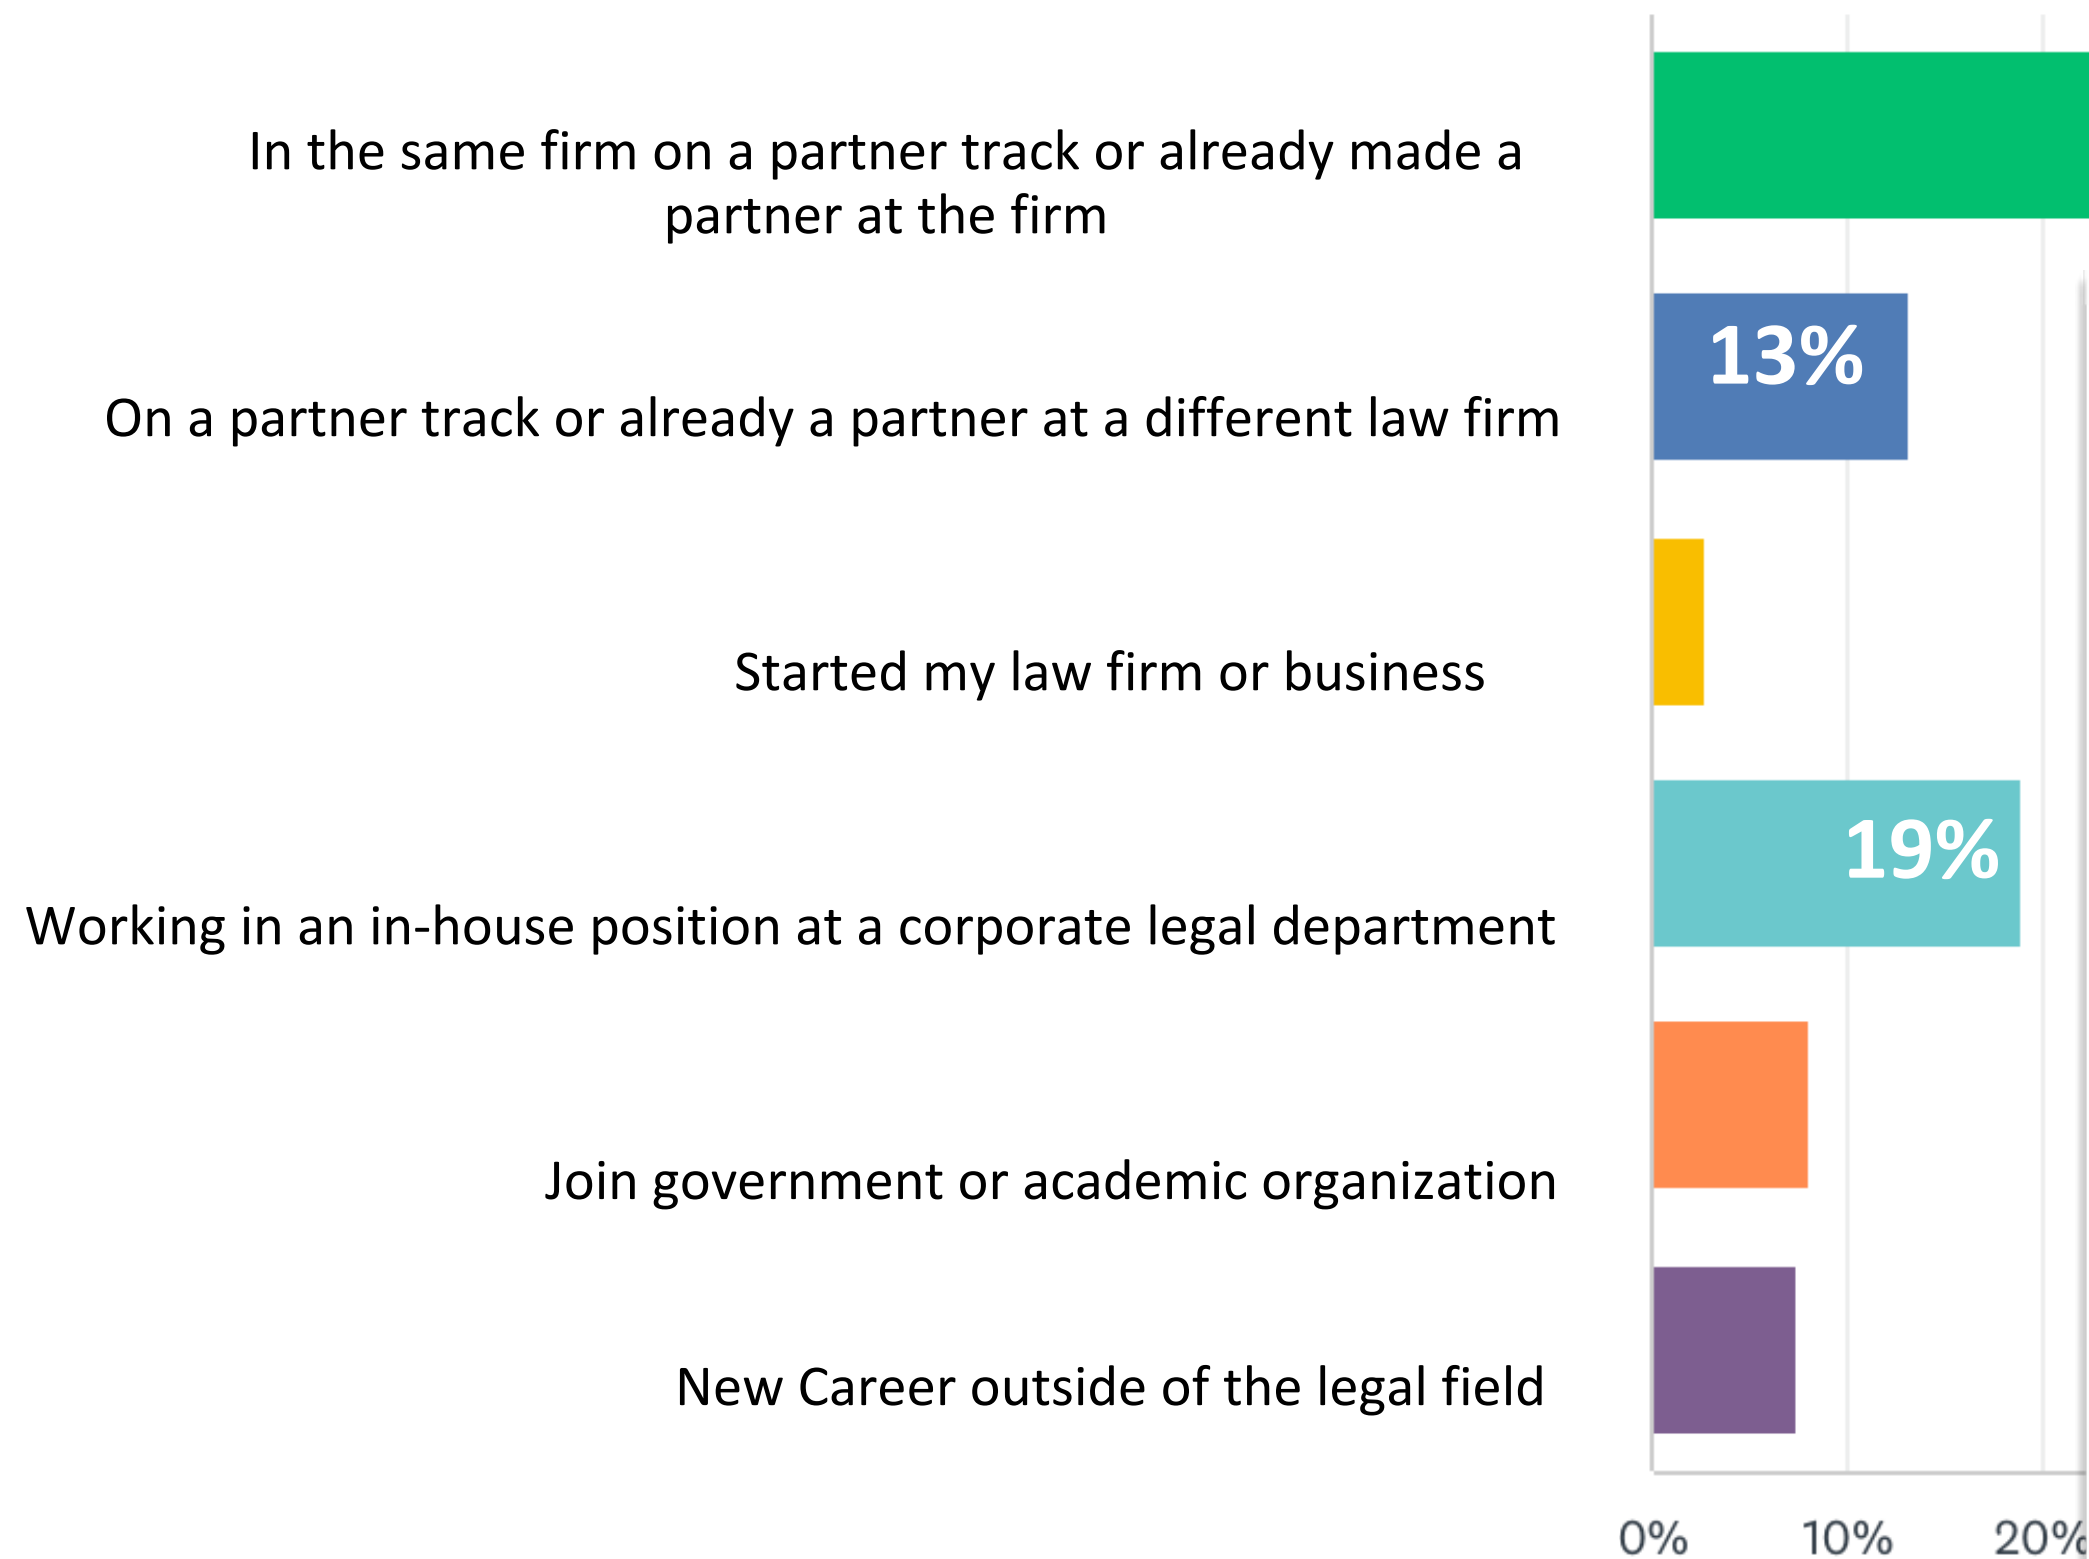 In the same firm on a partner track or already made a
partner at the firm
13%
On a partner track or already a partner at a different law firm
Started my law firm or business
19%
Working in an in-house position at a corporate legal department
Join government or academic organization
New Career outside of the legal field
0% 10% 20%